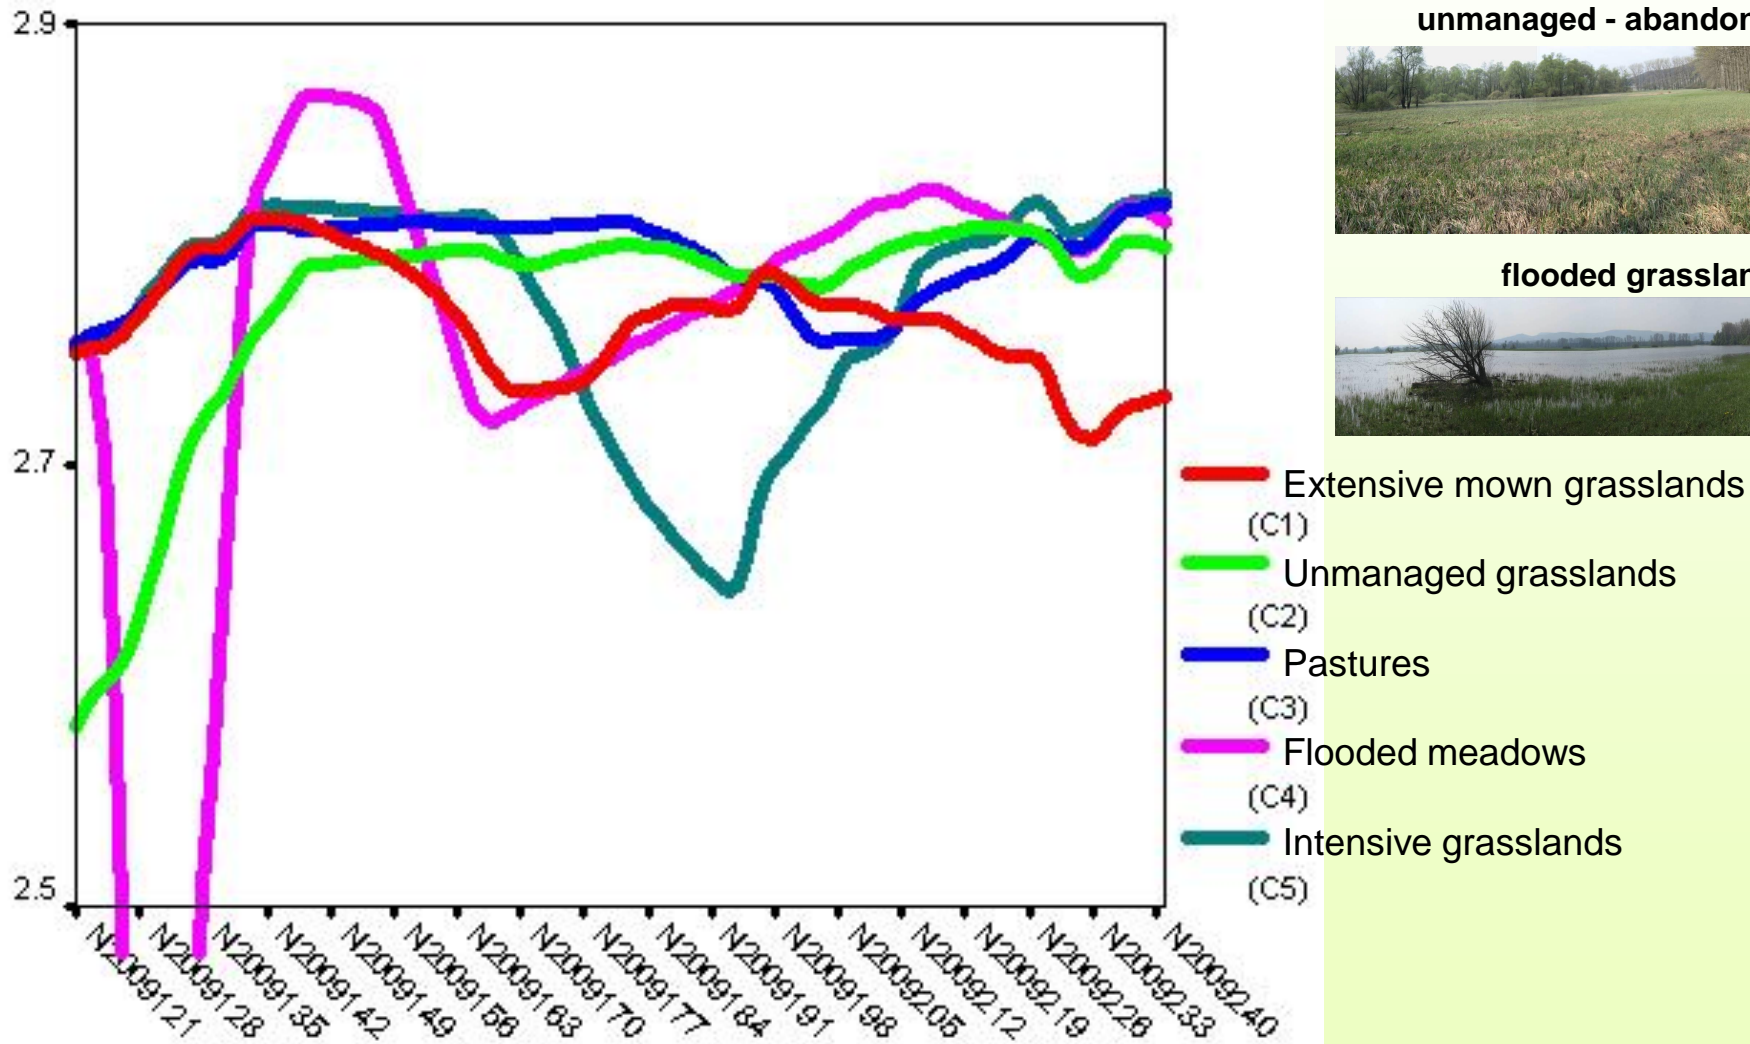 2.9
2.7
2.5
N2009121
N2009128
N2009135
N2009142
N2009149
N2009156
N2009163
N2009170
N2009177
N2009184
N2009191
N2009198
N2009205
N2009212
N2009219
N2009226
N2009233
N2009240
unmanaged - abandon
flooded grasslan
Extensive mown grasslands
(C1)
Unmanaged grasslands
(C2)
Pastures
(C3)
Flooded meadows
(C4)
Intensive grasslands
(C5)